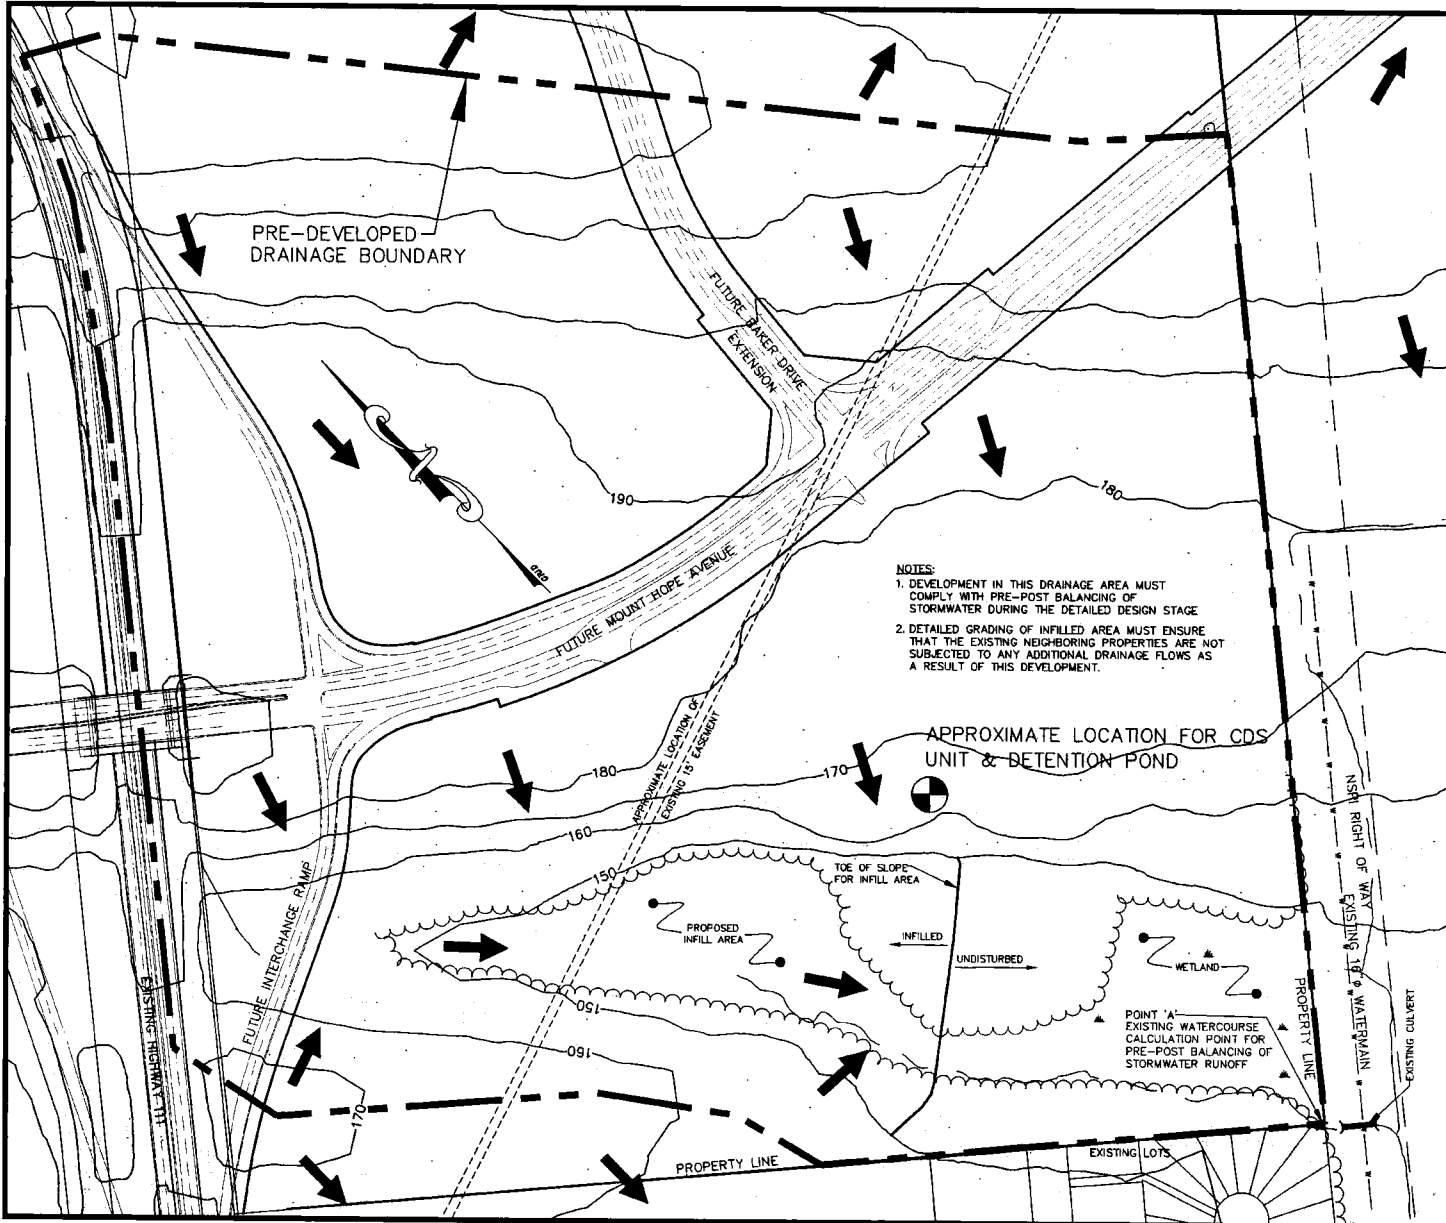 PRE-DEVELOPED
DRAINAGE BOUNDARY
FUTURE BAKER DRIVE
EXTENSION
190
180
FUTURE MOUNT HOPE AVENUE
NOTES:
1. DEVELOPMENT IN THIS DRAINAGE AREA MUST
COMPLY WITH PRE-POST BALANCING OF
STORMWATER DURING THE DETAILED DESIGN STAGE
2. DETAILED GRADING OF INFILLED AREA MUST ENSURE
THAT THE EXISTING NEIGHBORING PROPERTIES ARE NOT
SUBJECTED TO ANY ADDITIONAL DRAINAGE FLOWS AS
A RESULT OF THIS DEVELOPMENT.
APPROXIMATE LOCATION OF
EXISTING 15' EASEMENT
APPROXIMATE LOCATION FOR CDS
UNIT & DETENTION POND
180
170
160
150
TOE OF SLOPE
FOR INFILL AREA
PROPOSED
INFILL AREA
INFILLED
UNDISTURBED
WETLAND
NSPI RIGHT OF WAY
EXISTING 16"φ WATERMAIN
PROPERTY LINE
EXISTING CULVERT
POINT 'A'
EXISTING WATERCOURSE
CALCULATION POINT FOR
PRE-POST BALANCING OF
STORMWATER RUNOFF
EXISTING HIGHWAY 111
FUTURE INTERCHANGE RAMP
150
160
170
PROPERTY LINE
EXISTING LOTS